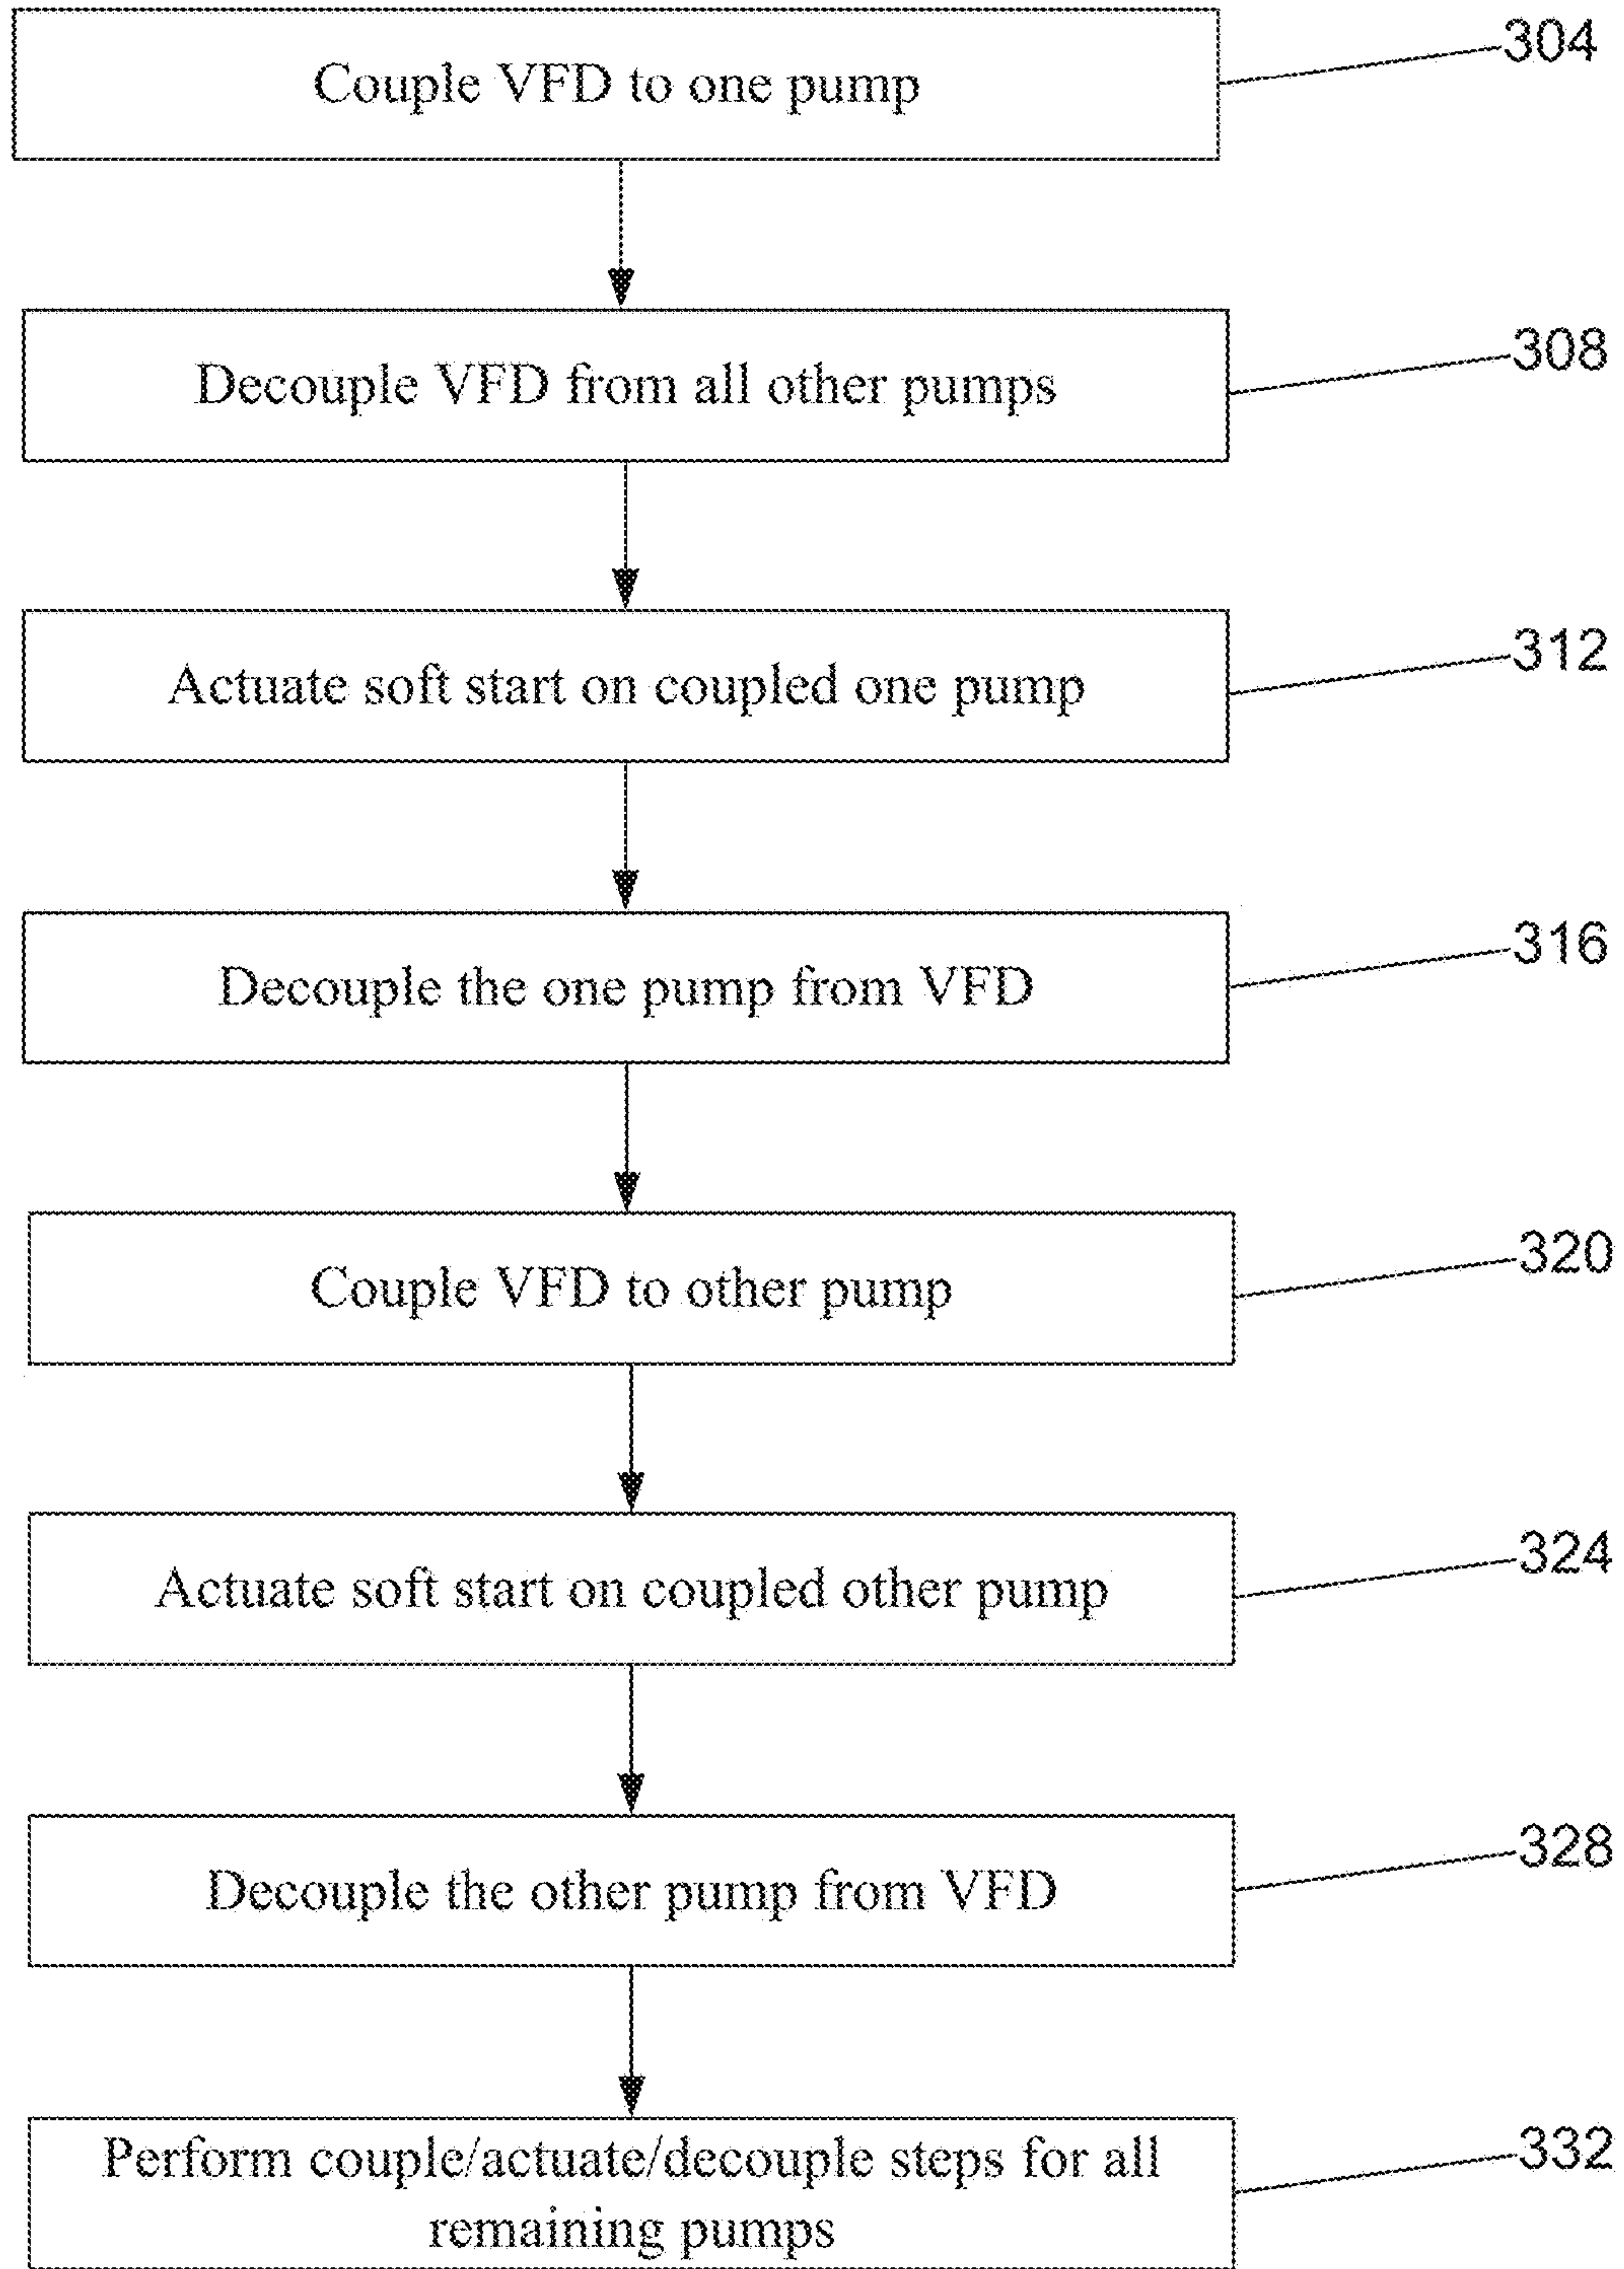 Couple VFD to one pump
304
Decouple VFD from all other pumps
308
Actuate soft start on coupled one pump
312
Decouple the one pump from VFD
316
Couple VFD to other pump
320
Actuate soft start on coupled other pump
324
Decouple the other pump from VFD
328
Perform couple/actuate/decouple steps for all
remaining pumps
332